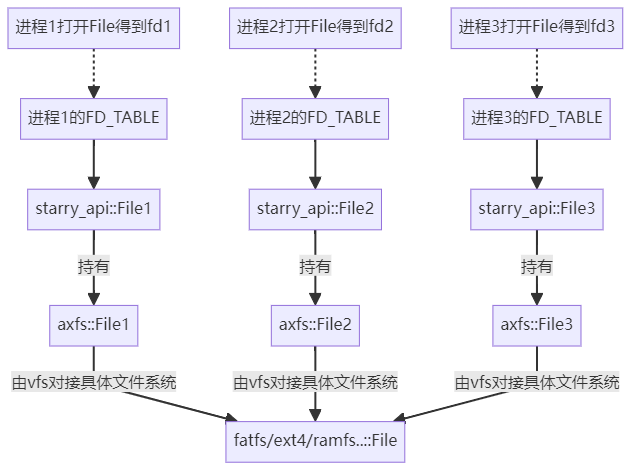 进程1打开File得到fd1
进程2打开File得到fd2
进程3打开File得到fd3
进程1的FD_TABLE
进程2的FD_TABLE
进程3的FD_TABLE
starry_api::File1
starry_api::File2
starry_api::File3
持有
持有
持有
axfs::File1
axfs::File2
axfs::File3
由vfs对接具体文件系统
由vfs对接具体文件系统
由vfs对接具体文件系统
fatfs/ext4/ramfs..::File